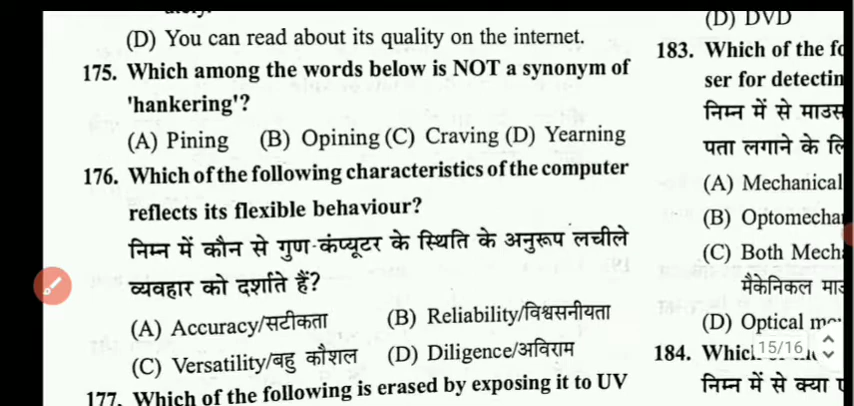 (D) You can read about its quality on the internet.
175. Which among the words below is NOT a synonym of
'hankering'?
(A) Pining (B) Opining (C) Craving (D) Yearning
176. Which of the following characteristics of the computer
reflects its flexible behaviour?
निम्न में कौन से गुण कंप्यूटर के स्थिति के अनुरूप लचीले
व्यवहार को दर्शाते हैं?
(A) Accuracy/सटीकता (B) Reliability/विश्वसनीयता
(C) Versatility/बहु कौशल (D) Diligence/अविराम
177. Which of the following is erased by exposing it to UV
(D) DVD
183. Which of the
ser for detectin
निम्न में से माउस
पता लगाने के
(A) Mechanical
(B) Optomecha
(C) Both Mech
मेकेनिकल
(D) Optical
184.
निम्न में से क्या
15/16